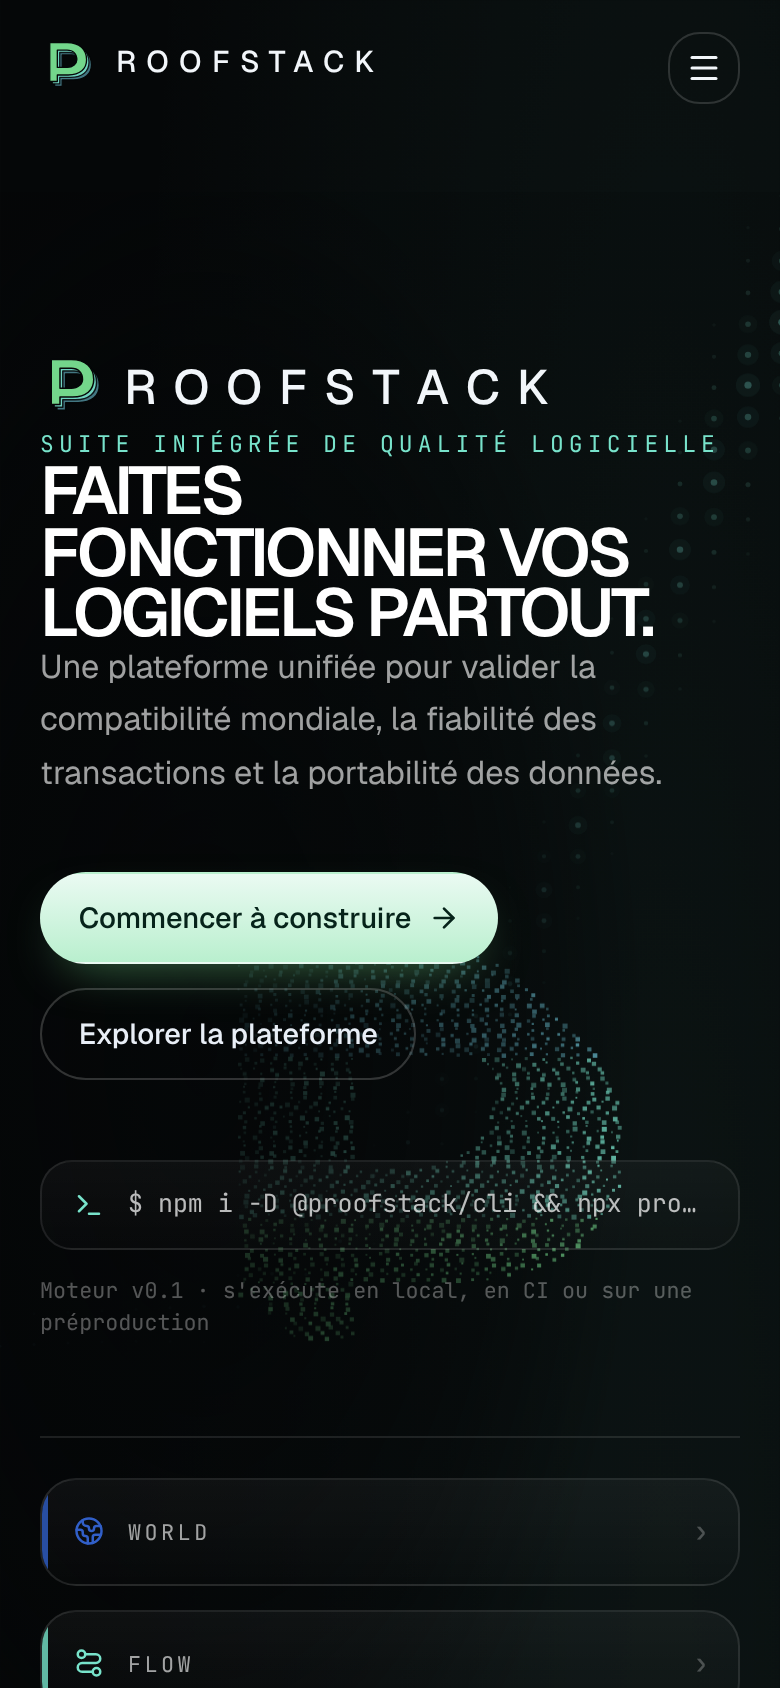 ROOFSTACK
ROOFSTACK
SUITE INTÉGRÉE DE QUALITÉ LOGICIELLE
FAITES
FONCTIONNER VOS
LOGICIELS PARTOUT.
Une plateforme unifiée pour valider la
compatibilité mondiale, la fiabilité des
transactions et la portabilité des données.
Commencer à construire →
Explorer la plateforme
$ npm i -D @proofstack/cli && npx pro…
Moteur v0.1 · s'exécute en local, en CI ou sur une
préproduction
WORLD
FLOW